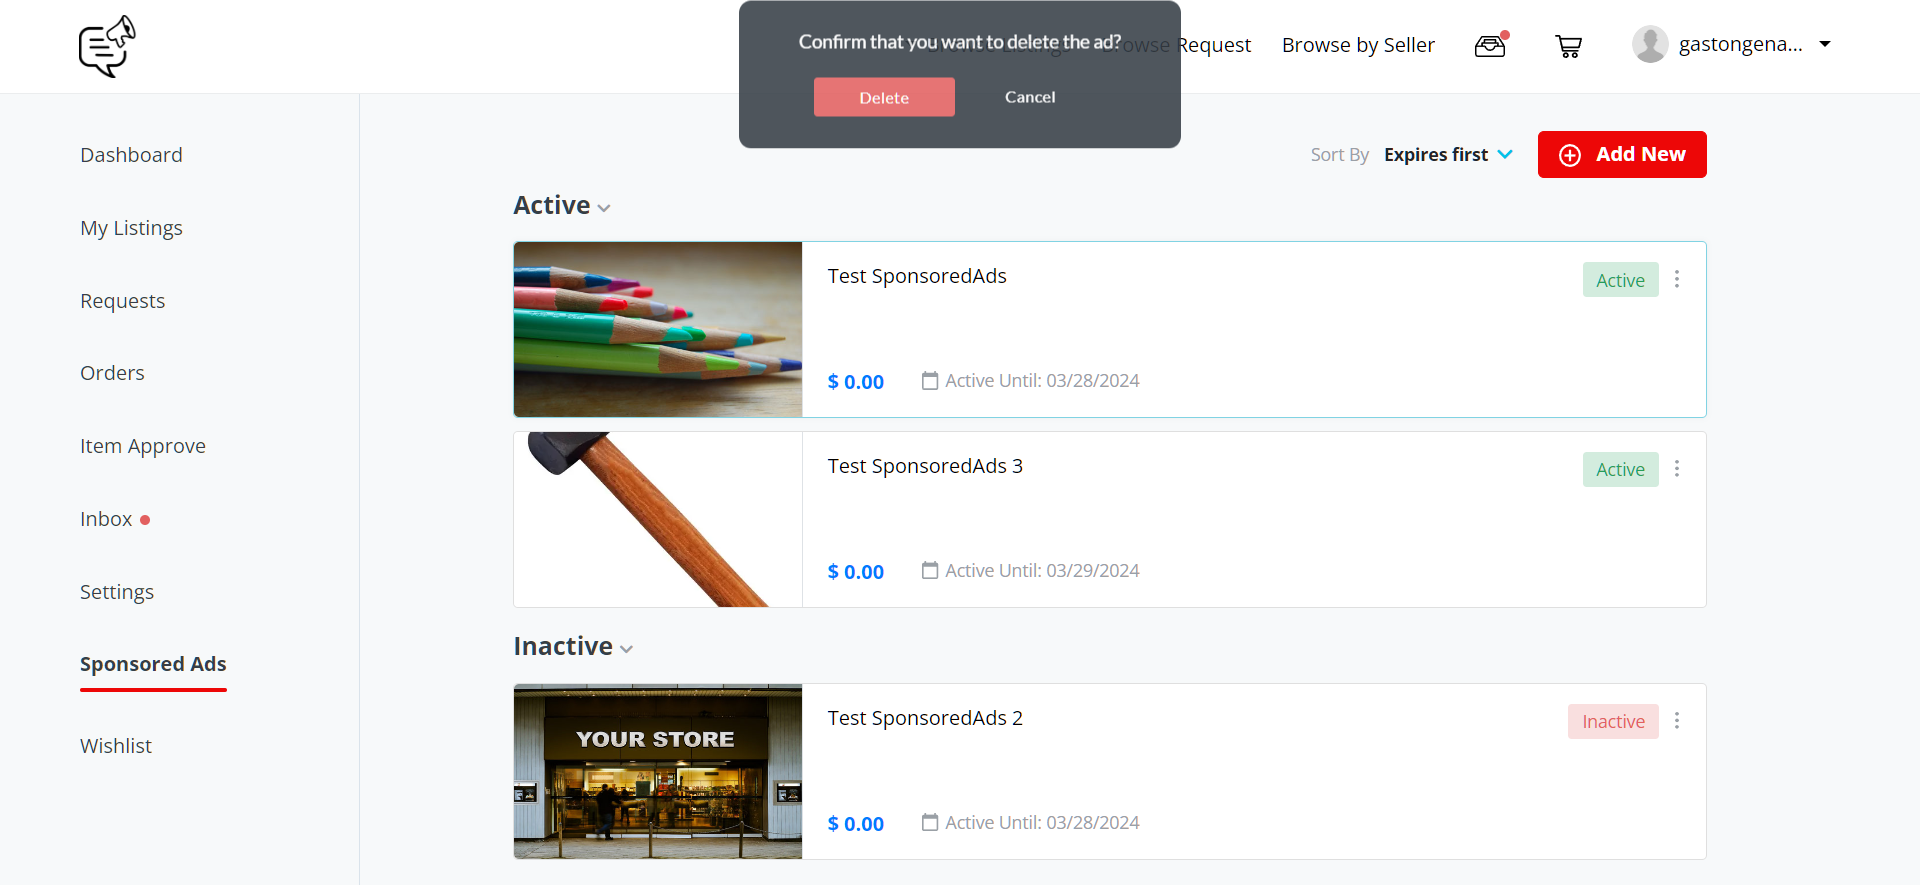 Confirm that you want to delete the ad?
Delete
Cancel
Browse Request
Browse by Seller
gastongena...
Dashboard
My Listings
Requests
Orders
Item Approve
Inbox
Settings
Sponsored Ads
Wishlist
Sort By Expires first
Add New
Active
Test SponsoredAds
Active
$ 0.00
Active Until: 03/28/2024
Test SponsoredAds 3
Active
$ 0.00
Active Until: 03/29/2024
Inactive
YOUR STORE
Test SponsoredAds 2
Inactive
$ 0.00
Active Until: 03/28/2024